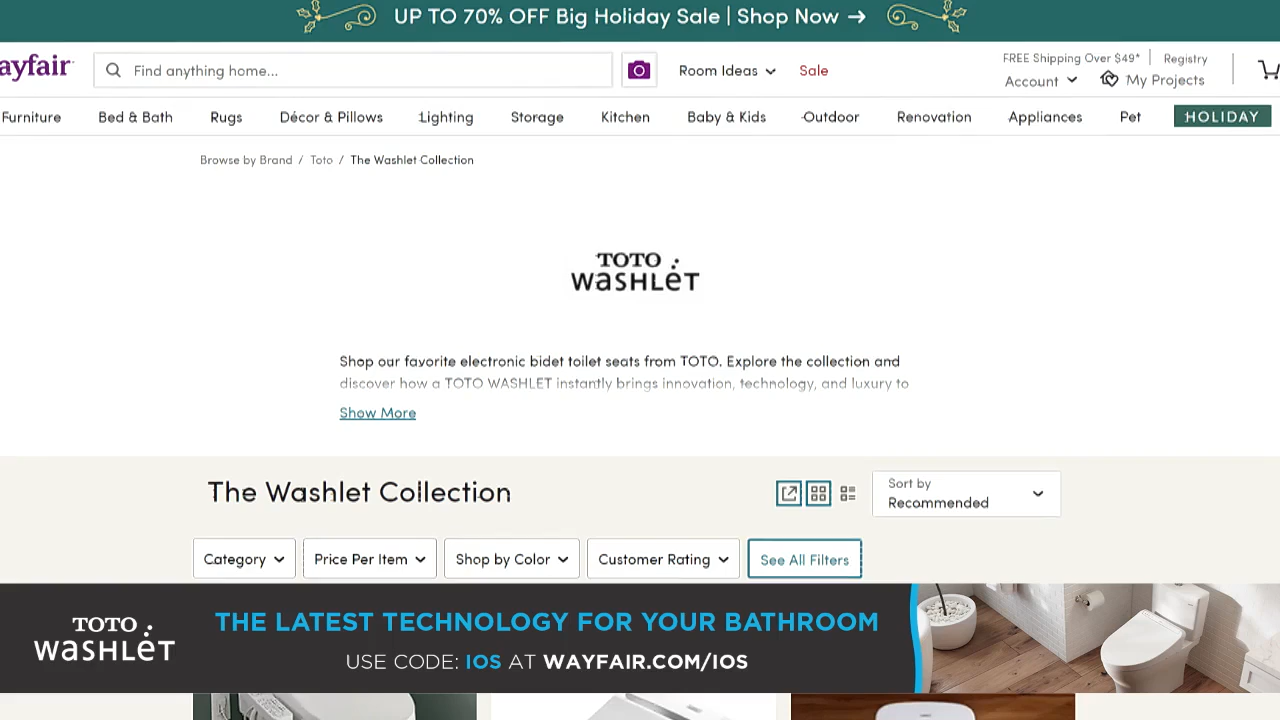 UP TO 70% OFF Big Holiday Sale | Shop Now →
ayfair
Find anything home...
Room Ideas
Sale
FREE Shipping Over $49*
Registry
Account
My Projects
Furniture
Bed & Bath
Rugs
Décor & Pillows
Lighting
Storage
Kitchen
Baby & Kids
Outdoor
Renovation
Appliances
Pet
HOLIDAY
Browse by Brand / Toto / The Washlet Collection
TOTO
WASHLET
Shop our favorite electronic bidet toilet seats from TOTO. Explore the collection and
discover how a TOTO WASHLET instantly brings innovation, technology, and luxury to
Show More
The Washlet Collection
Sort by
Recommended
Category
Price Per Item
Shop by Color
Customer Rating
See All Filters
TOTO
WASHLET
THE LATEST TECHNOLOGY FOR YOUR BATHROOM
USE CODE: IOS AT WAYFAIR.COM/IOS